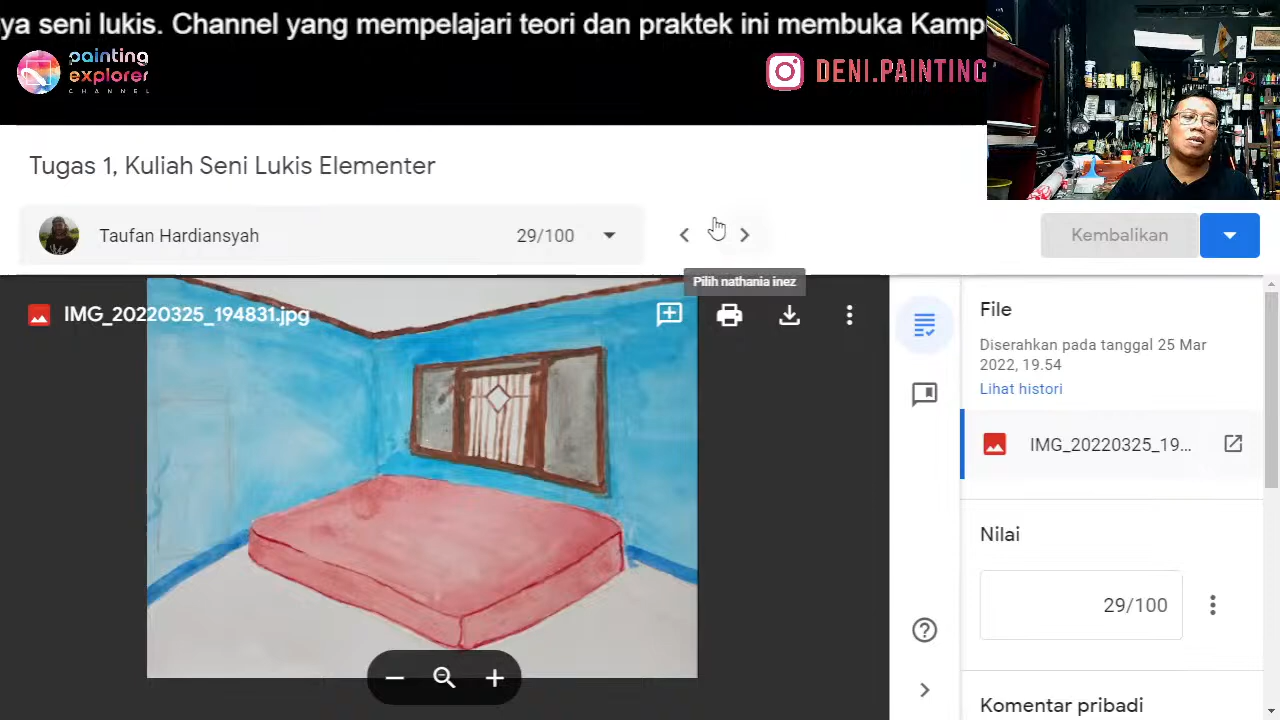 ya seni lukis. Channel yang mempelajari teori dan praktek ini membuka Kamp
painting
explorer
CHANNEL
DENI.PAINTING
Tugas 1, Kuliah Seni Lukis Elementer
Taufan Hardiansyah
29/100
Kembalikan
Pilih nathania inez
IMG_20220325_194831.jpg
File
Diserahkan pada tanggal 25 Mar
2022, 19.54
Lihat histori
IMG_20220325_19...
Nilai
29/100
Komentar pribadi